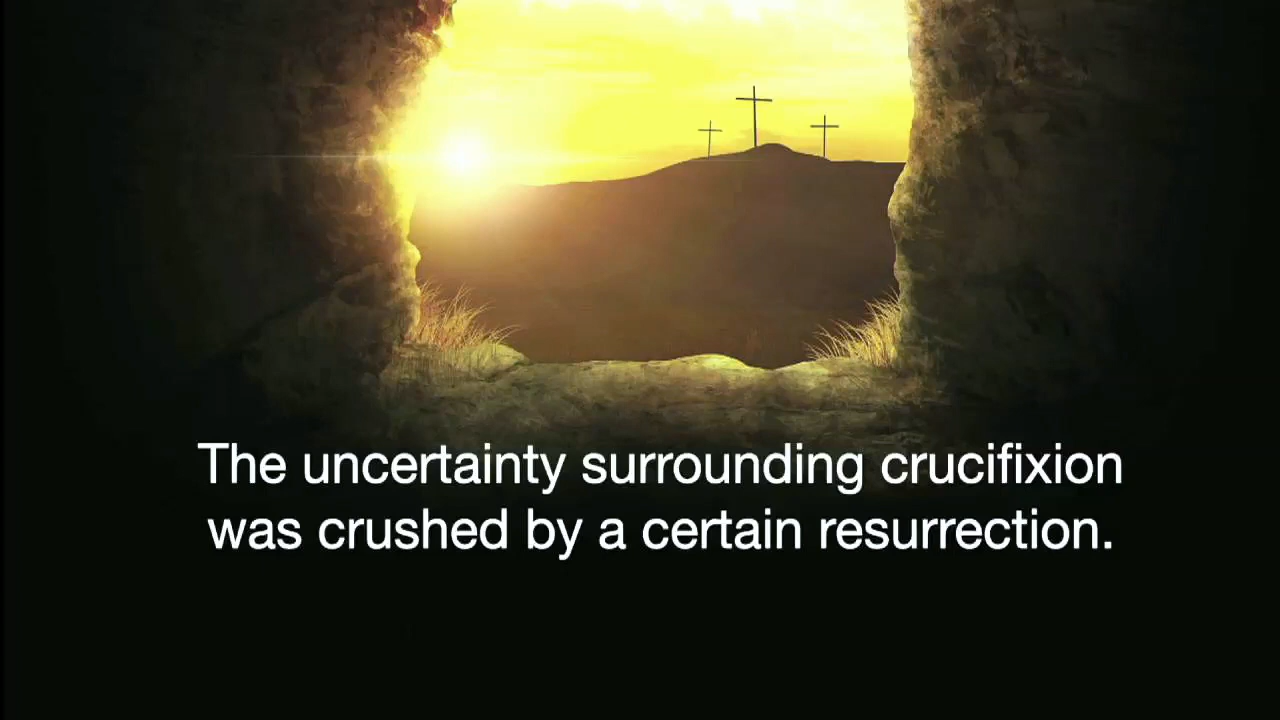 The uncertainty surrounding crucifixion
was crushed by a certain resurrection.